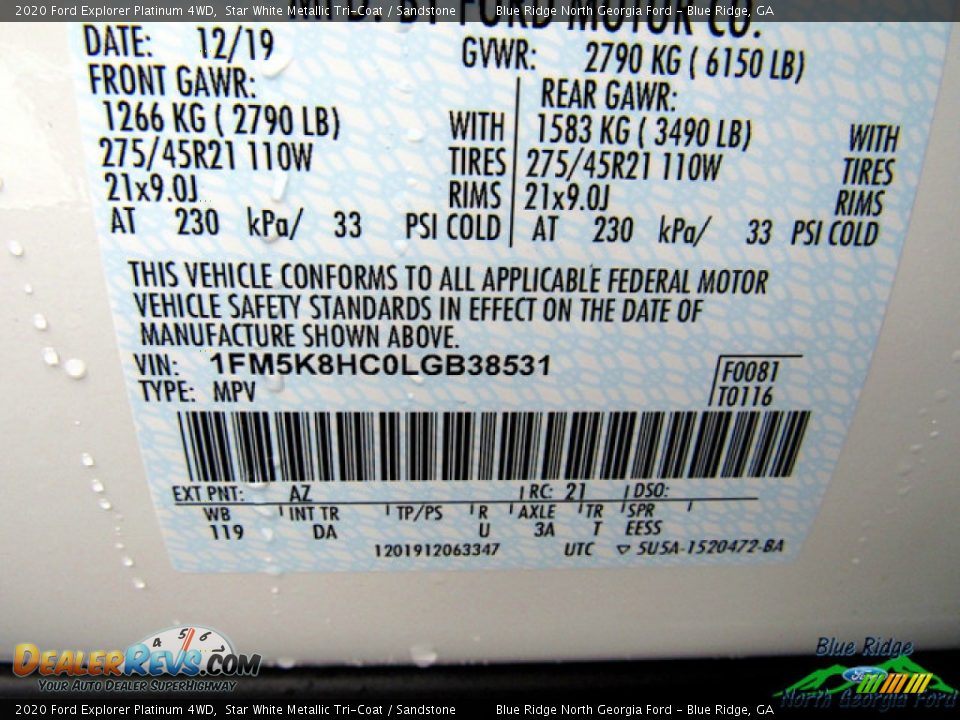 2020 Ford Explorer Platinum 4WD, Star White Metallic Tri-Coat / Sandstone Blue Ridge North Georgia Ford - Blue Ridge, GA
FORD MOTOR CO.
DATE: 12/19 GVWR: 2790 KG ( 6150 LB)
FRONT GAWR: REAR GAWR:
1266 KG ( 2790 LB) WITH 1583 KG ( 3490 LB) WITH
275/45R21 110W TIRES 275/45R21 110W TIRES
21x9.0J RIMS 21x9.0J RIMS
AT 230 kPa/ 33 PSI COLD AT 230 kPa/ 33 PSI COLD
THIS VEHICLE CONFORMS TO ALL APPLICABLE FEDERAL MOTOR
VEHICLE SAFETY STANDARDS IN EFFECT ON THE DATE OF
MANUFACTURE SHOWN ABOVE.
VIN: 1FM5K8HC0LGB38531 F0081
TYPE: MPV T0116
EXT PNT: AZ RC: 21 DSO:
WB INT TR TP/PS R AXLE TR SPR
119 DA U 3A T EESS
1201912063347 UTC ▽ 5U5A-1520472-BA
4 5 6
DealerRevs.com
Your Auto Dealer SuperHighway
Blue Ridge
Ford
North Georgia Ford
2020 Ford Explorer Platinum 4WD, Star White Metallic Tri-Coat / Sandstone Blue Ridge North Georgia Ford - Blue Ridge, GA